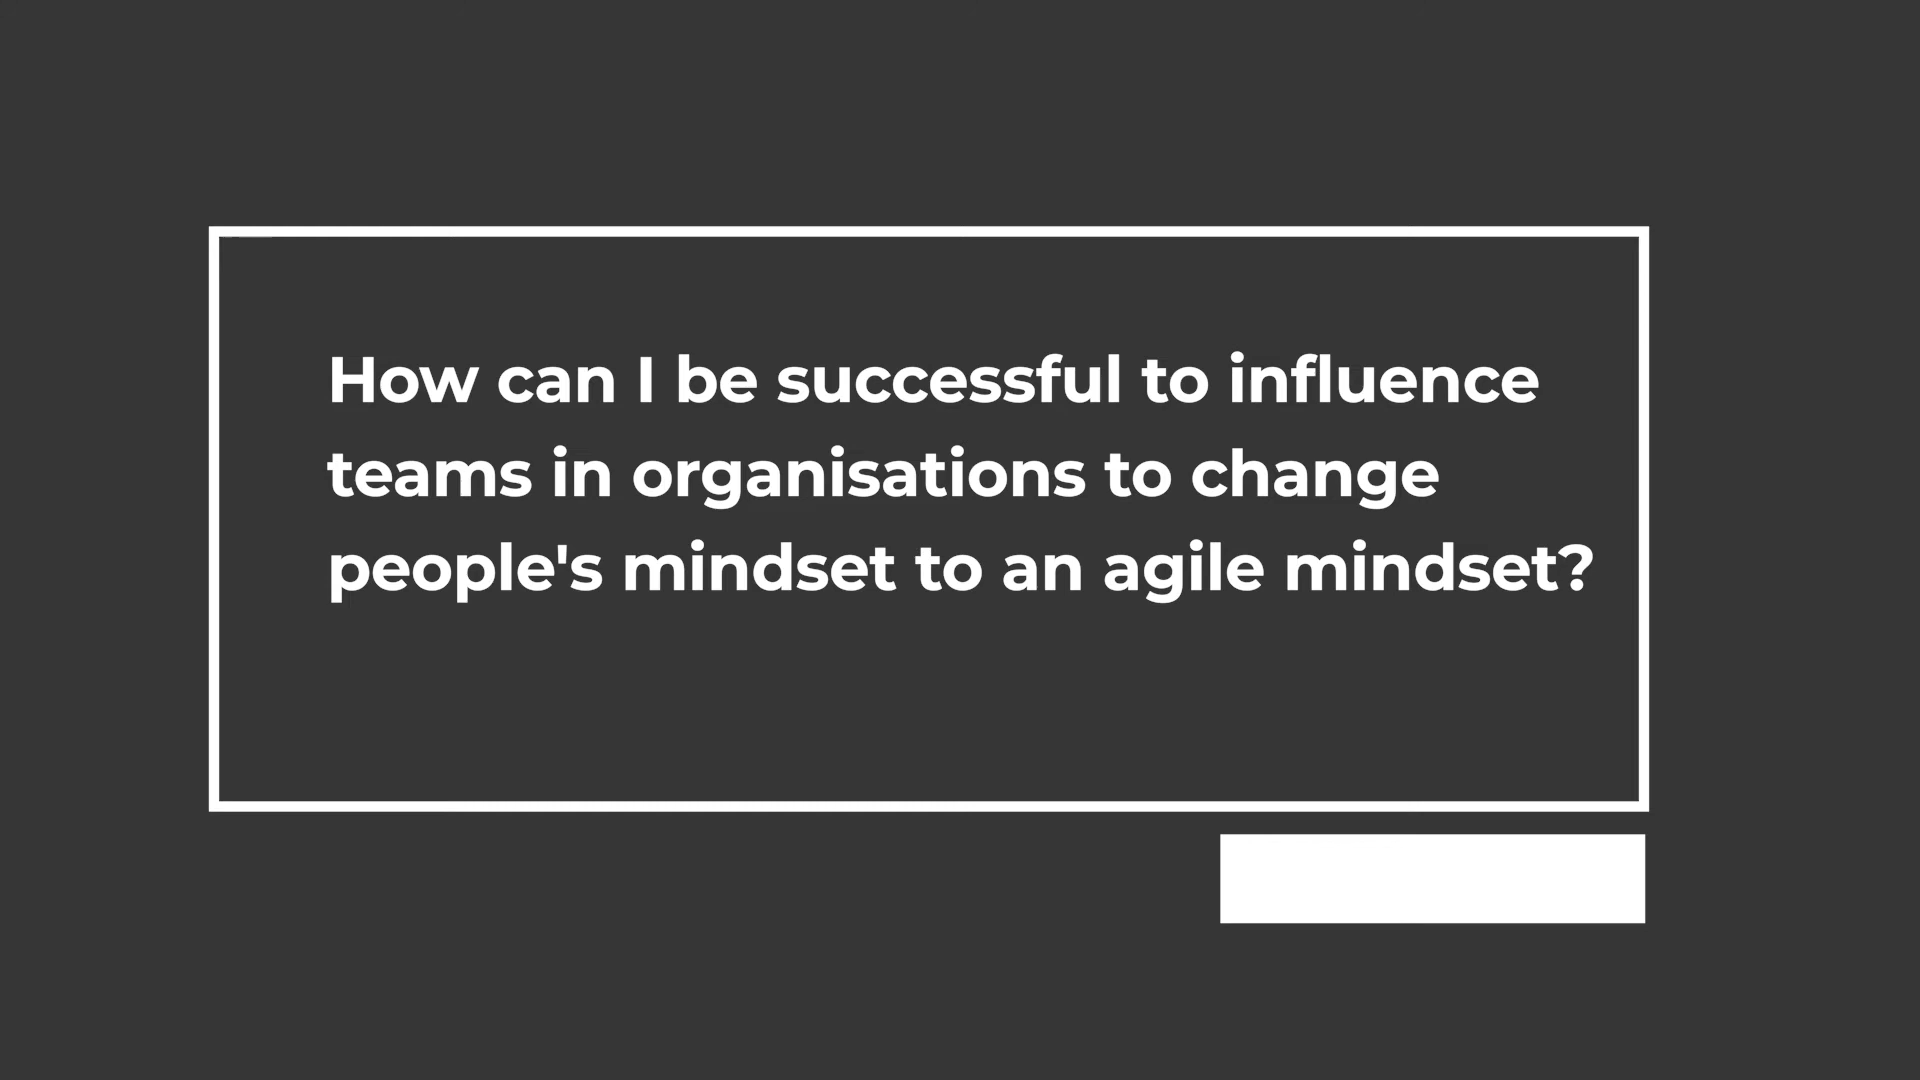 How can I be successful to influence
teams in organisations to change
people's mindset to an agile mindset?